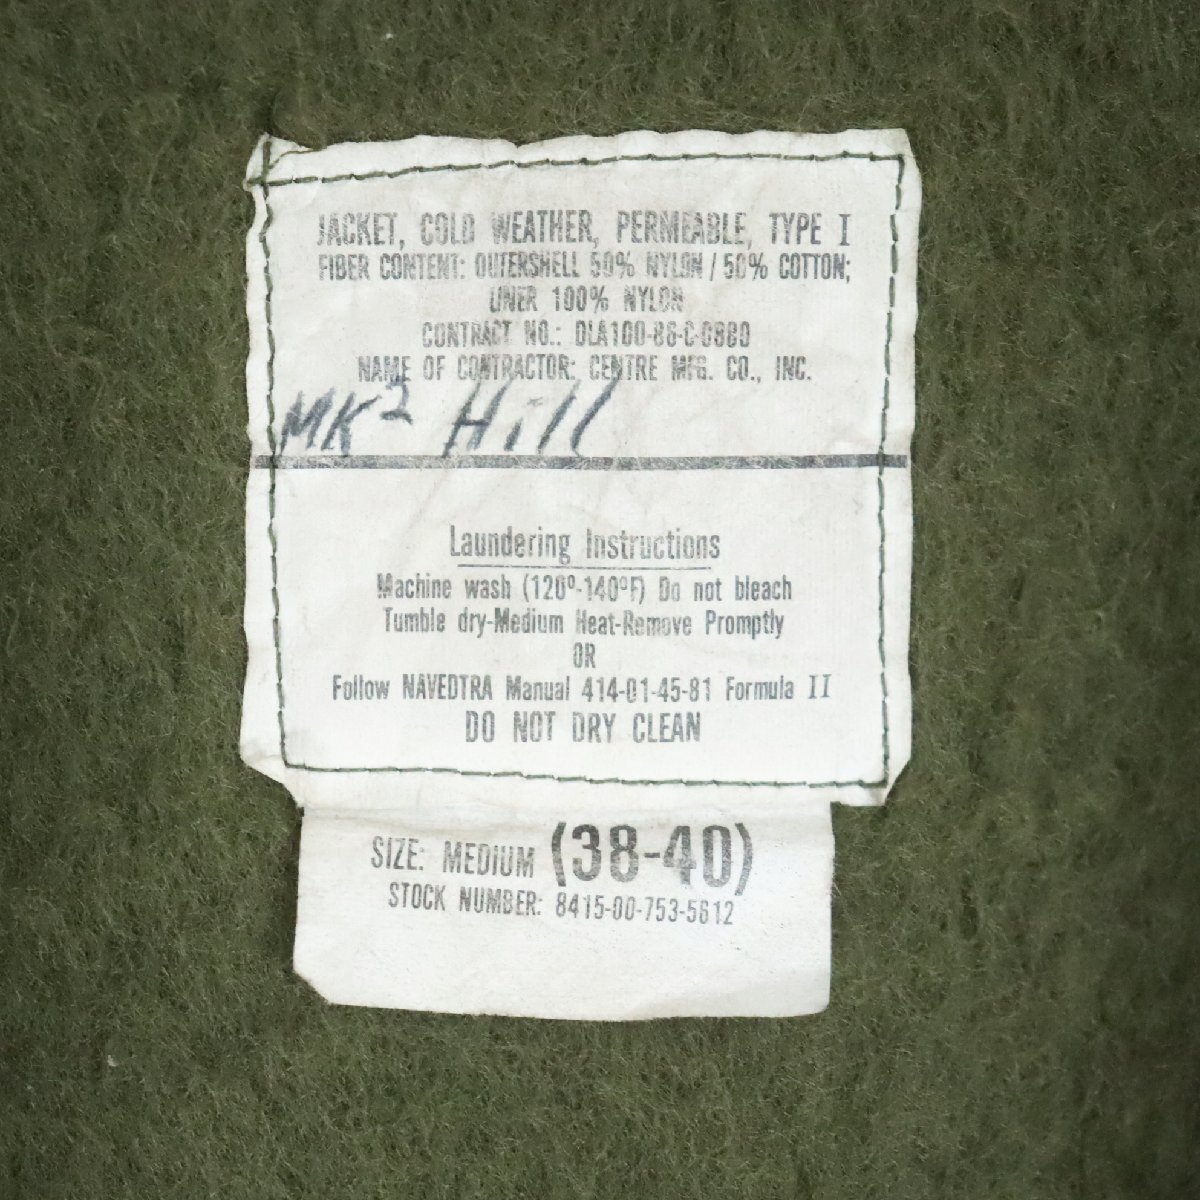 JACKET, COLD WEATHER, PERMEABLE, TYPE I
FIBER CONTENT: OUTERSHELL 50% NYLON / 50% COTTON;
LINER 100% NYLON
CONTRACT NO.: DLA100-86-C-0880
NAME OF CONTRACTOR: CENTRE MFG. CO., INC.
MK2 Hill
Laundering Instructions
Machine wash (120°-140°F) Do not bleach
Tumble dry-Medium Heat-Remove Promptly
OR
Follow NAVEDTRA Manual 414-01-45-81 Formula II
DO NOT DRY CLEAN
SIZE: MEDIUM (38-40)
STOCK NUMBER: 8415-00-753-5612